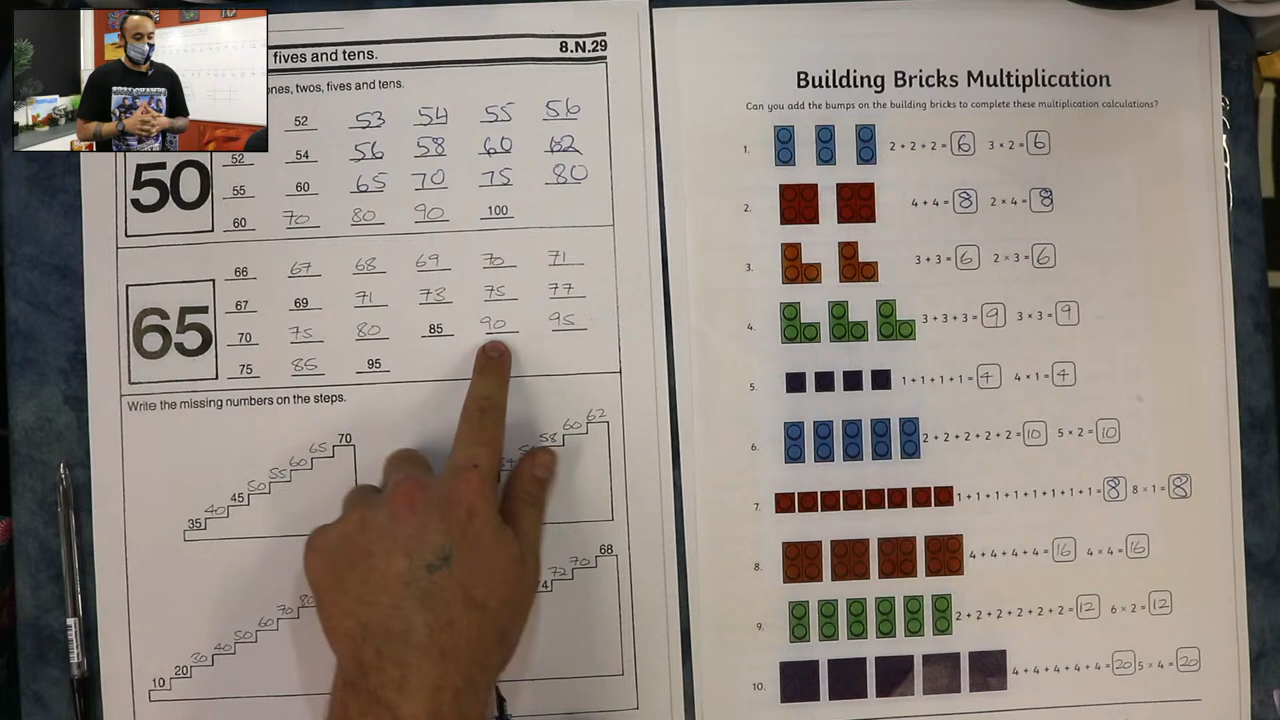 fives and tens.
8.N.29
ones, twos, fives and tens.
52 53 54 55 56
50
52 54 56 58 60 62
55 60 65 70 75 80
60 70 80 90 100
65
66 67 68 69 70 71
67 69 71 73 75 77
70 75 80 85 90 95
75 85 95
Write the missing numbers on the steps.
35 40 45 50 55 60 65 70
58 60 62
10 20 30 40 50 60 70
72 70 68
Building Bricks Multiplication
Can you add the bumps on the building bricks to complete these multiplication calculations?
1. 2 + 2 + 2 = 6 3 × 2 = 6
2. 4 + 4 = 8 2 × 4 = 8
3. 3 + 3 = 6 2 × 3 = 6
4. 3 + 3 + 3 = 9 3 × 3 = 9
5. 1 + 1 + 1 + 1 = 4 4 × 1 = 4
6. 2 + 2 + 2 + 2 + 2 = 10 5 × 2 = 10
7. 1 + 1 + 1 + 1 + 1 + 1 + 1 + 1 = 8 8 × 1 = 8
8. 4 + 4 + 4 + 4 = 16 4 × 4 = 16
9. 2 + 2 + 2 + 2 + 2 + 2 = 12 6 × 2 = 12
10. 4 + 4 + 4 + 4 + 4 = 20 5 × 4 = 20